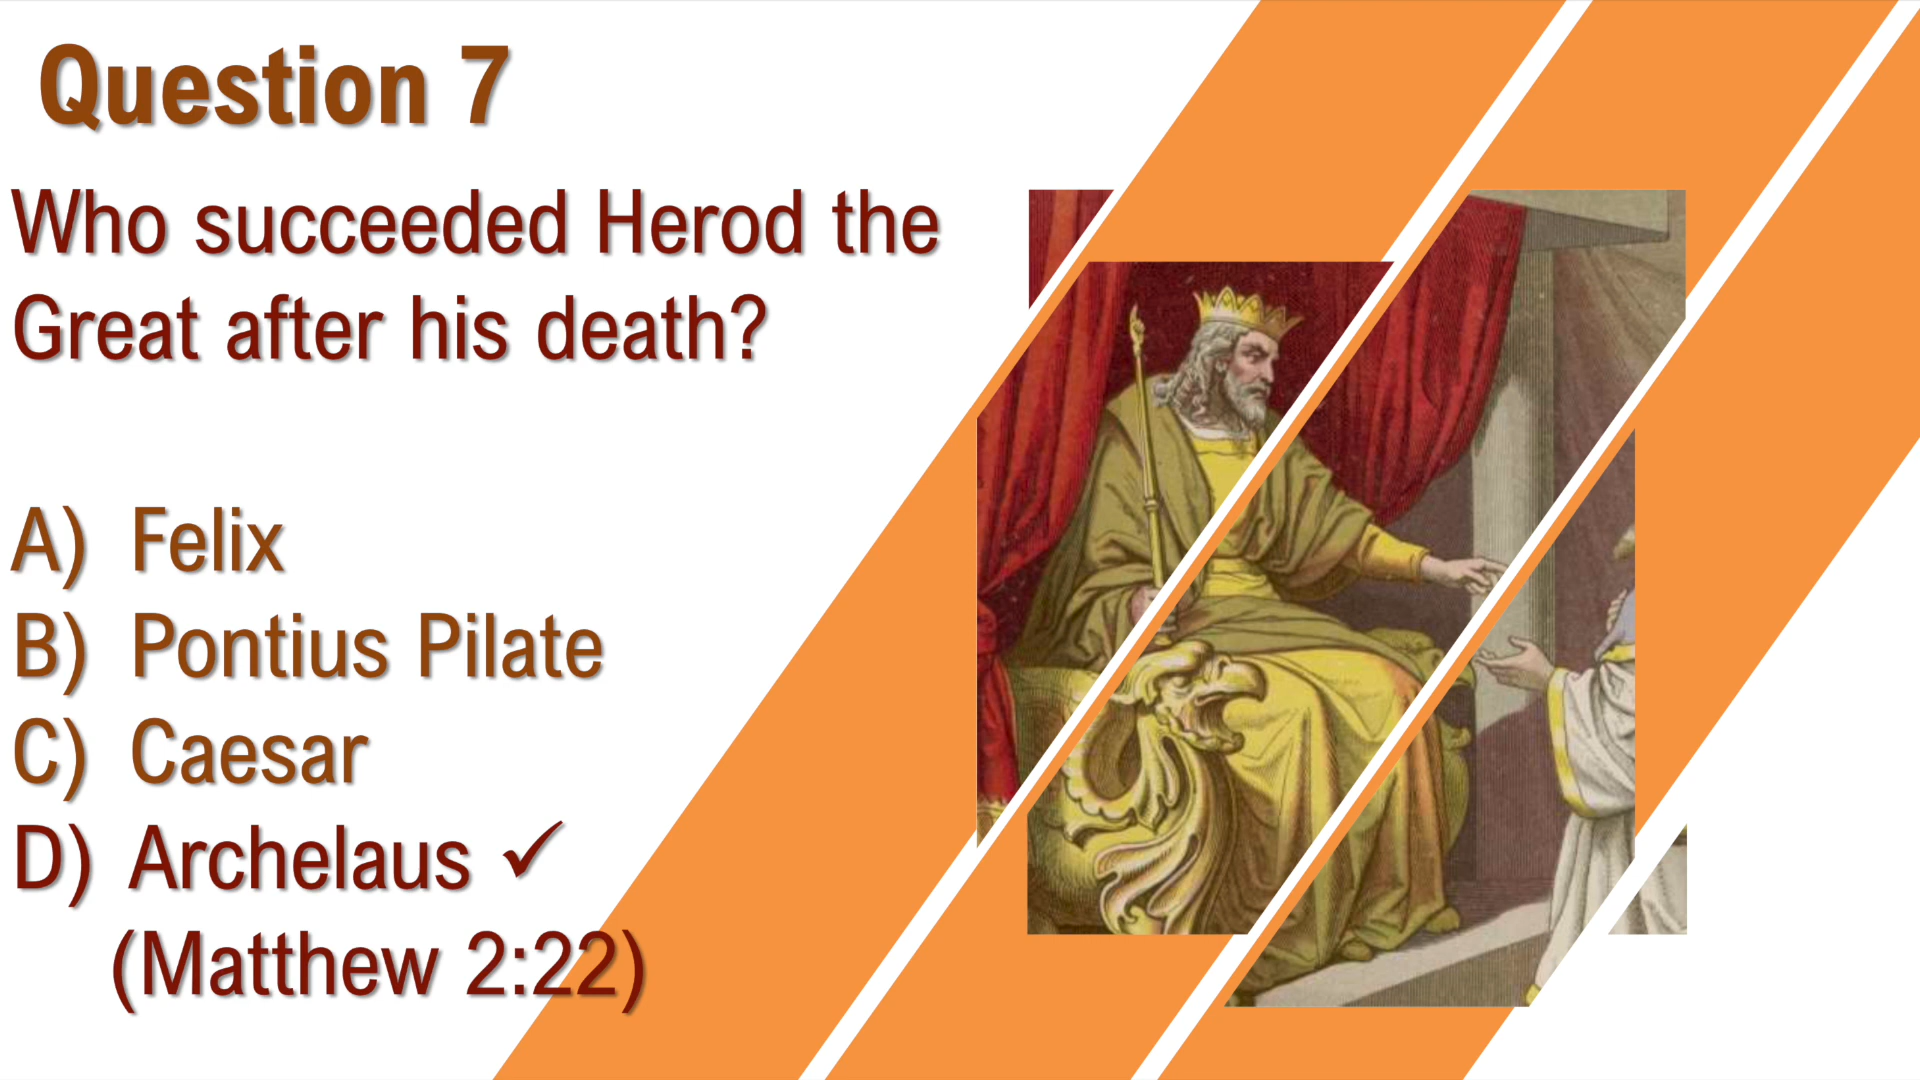 Question 7
Who succeeded Herod the
Great after his death?
A) Felix
B) Pontius Pilate
C) Caesar
D) Archelaus ✓
(Matthew 2:22)